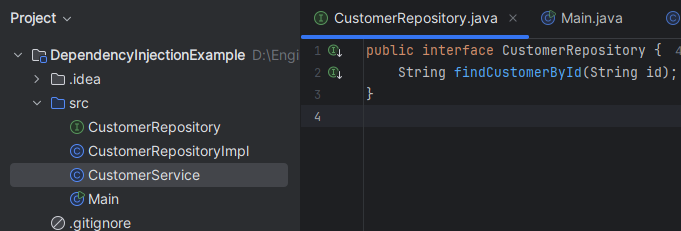 Project
DependencyInjectionExample D:\Engi
.idea
src
CustomerRepository
CustomerRepositoryImpl
CustomerService
Main
.gitignore
CustomerRepository.java
Main.java
1 public interface CustomerRepository { 4
2 String findCustomerById(String id);
3 }
4